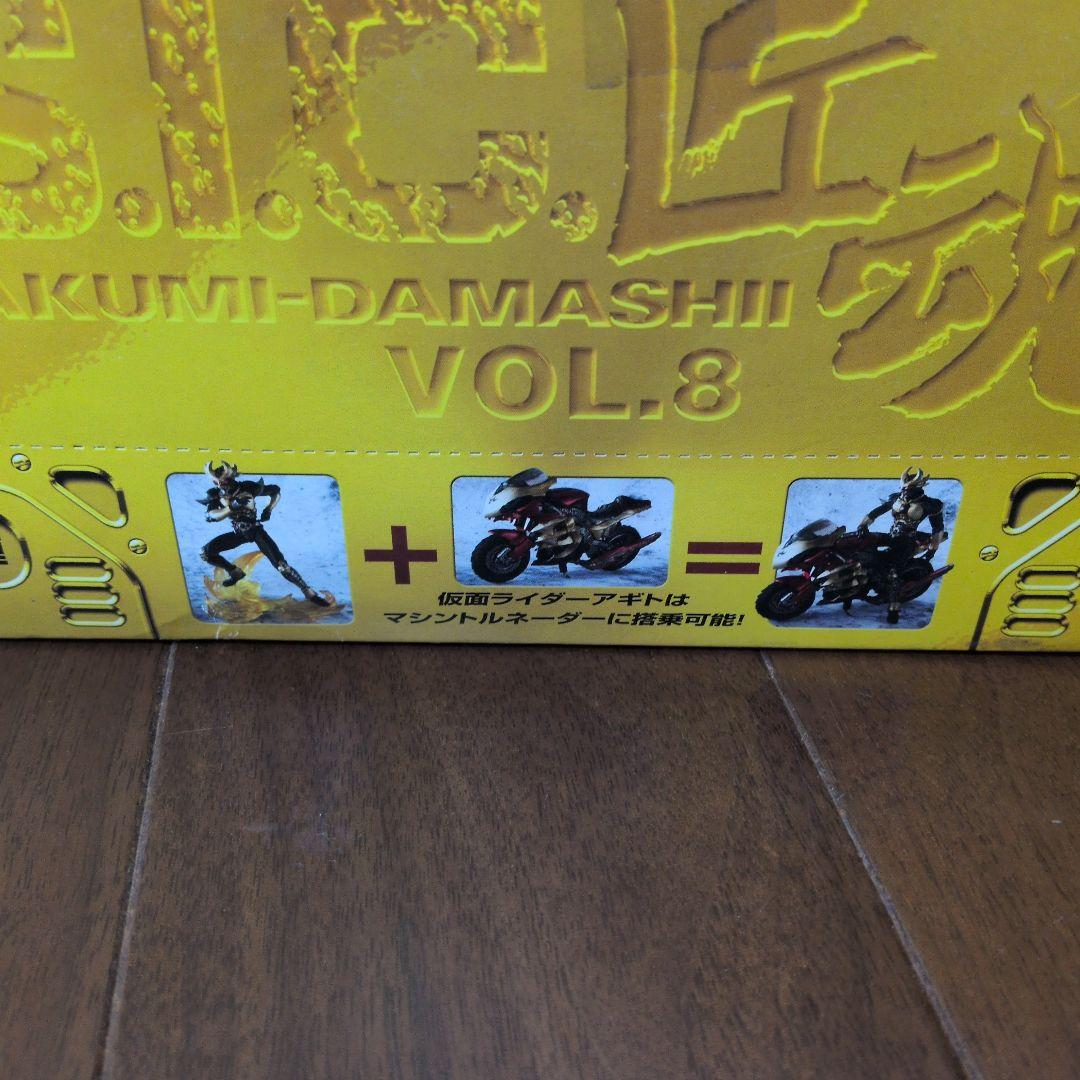 S.I.C.匠魂
AKUMI-DAMASHII
VOL.8
+
=
仮面ライダーアギトは
マシントルネーダーに搭乗可能!